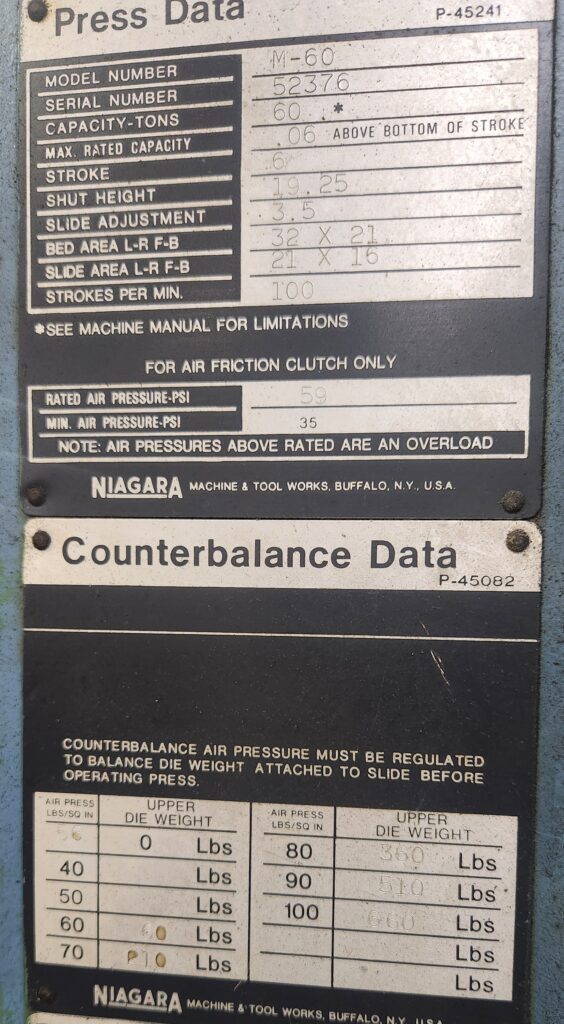 Press Data
P-45241
MODEL NUMBER M-60
SERIAL NUMBER 52376
CAPACITY-TONS 60 *
MAX. RATED CAPACITY .06 ABOVE BOTTOM OF STROKE
STROKE 6
SHUT HEIGHT 19.25
SLIDE ADJUSTMENT 3.5
BED AREA L-R F-B 32 X 21
SLIDE AREA L-R F-B 21 X 16
STROKES PER MIN. 100
*SEE MACHINE MANUAL FOR LIMITATIONS
FOR AIR FRICTION CLUTCH ONLY
RATED AIR PRESSURE-PSI 59
MIN. AIR PRESSURE-PSI 35
NOTE: AIR PRESSURES ABOVE RATED ARE AN OVERLOAD
NIAGARA MACHINE & TOOL WORKS, BUFFALO, N.Y., U.S.A.
Counterbalance Data
P-45082
COUNTERBALANCE AIR PRESSURE MUST BE REGULATED
TO BALANCE DIE WEIGHT ATTACHED TO SLIDE BEFORE
OPERATING PRESS.
AIR PRESS LBS/SQ IN UPPER DIE WEIGHT AIR PRESS LBS/SQ IN UPPER DIE WEIGHT
56 0 Lbs 80 360 Lbs
40 Lbs 90 510 Lbs
50 Lbs 100 660 Lbs
60 60 Lbs Lbs
70 Lbs Lbs
NIAGARA MACHINE & TOOL WORKS, BUFFALO, N.Y. U.S.A.